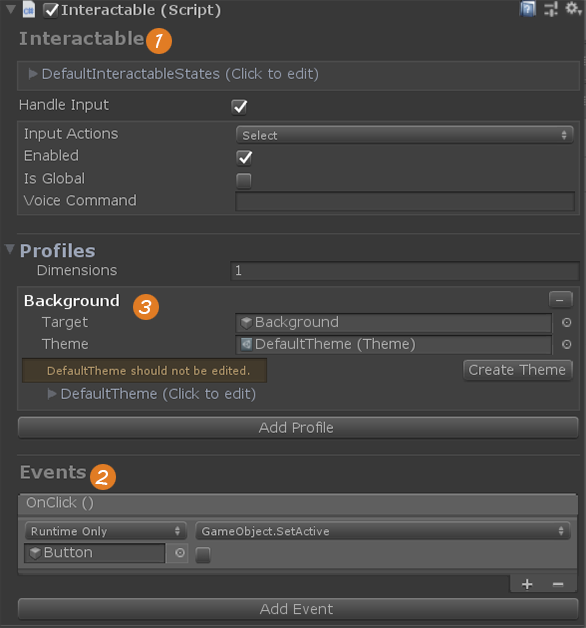 Interactable (Script)
Interactable 1
DefaultInteractableStates (Click to edit)
Handle Input
Input Actions Select
Enabled
Is Global
Voice Command
Profiles
Dimensions 1
Background 3
Target Background
Theme DefaultTheme (Theme)
DefaultTheme should not be edited. Create Theme
DefaultTheme (Click to edit)
Add Profile
Events 2
OnClick ()
Runtime Only GameObject.SetActive
Button
+ −
Add Event